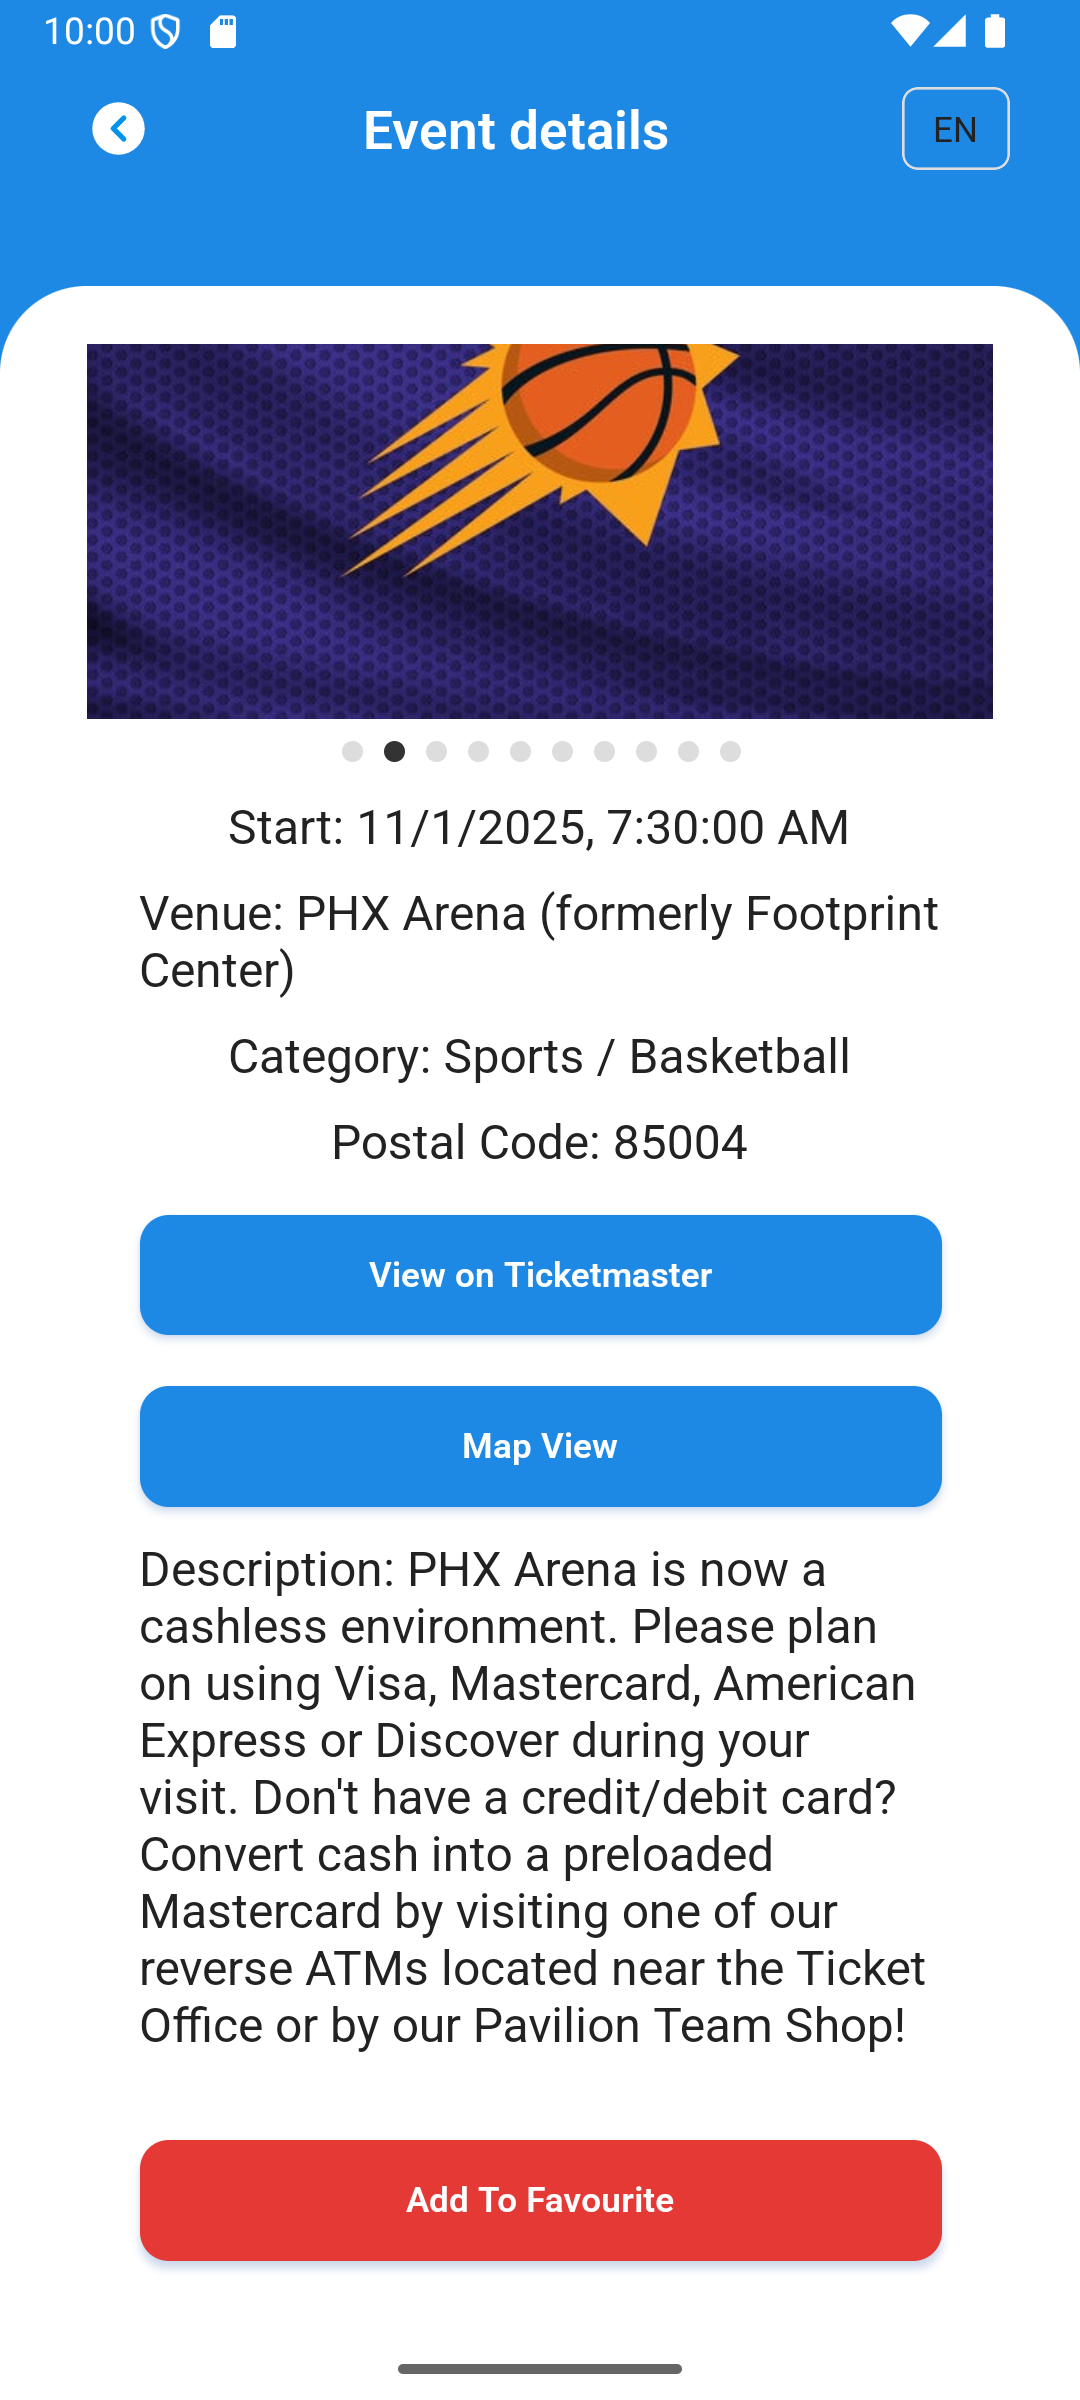 10:00
Event details
EN
Start: 11/1/2025, 7:30:00 AM
Venue: PHX Arena (formerly Footprint
Center)
Category: Sports / Basketball
Postal Code: 85004
View on Ticketmaster
Map View
Description: PHX Arena is now a
cashless environment. Please plan
on using Visa, Mastercard, American
Express or Discover during your
visit. Don't have a credit/debit card?
Convert cash into a preloaded
Mastercard by visiting one of our
reverse ATMs located near the Ticket
Office or by our Pavilion Team Shop!
Add To Favourite